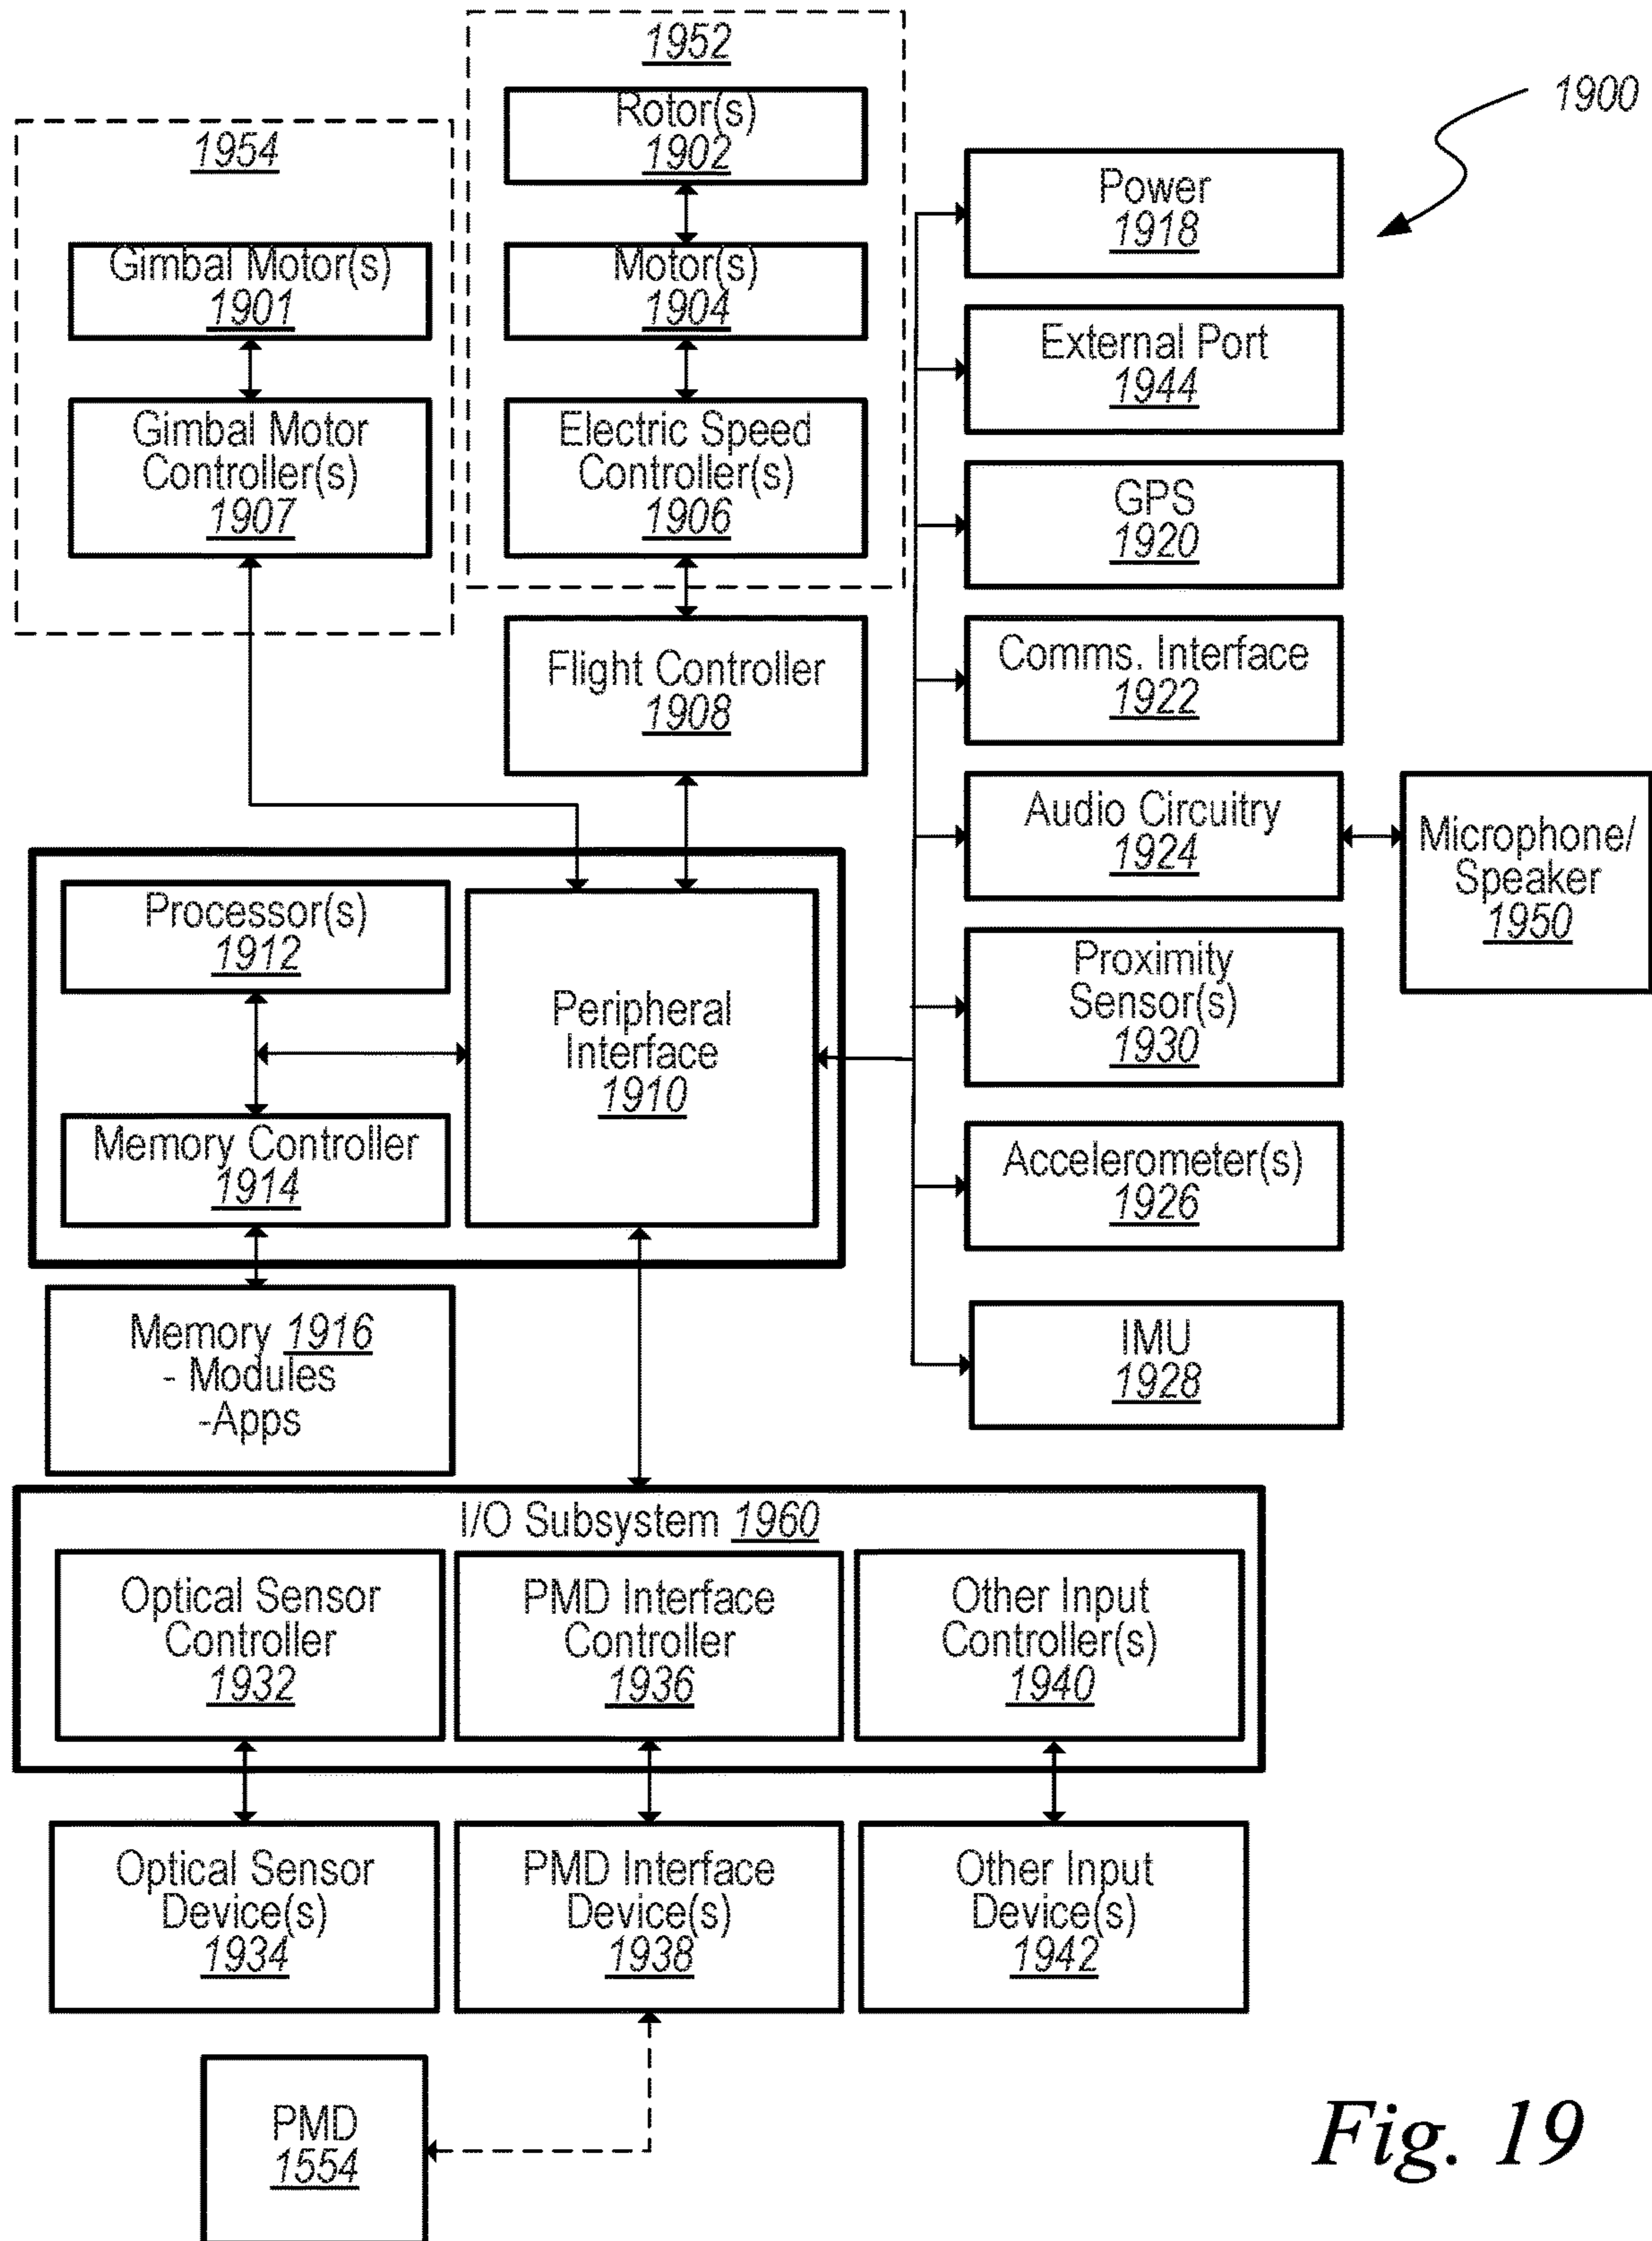 1952
1900
Rotor(s)
1902
1954
Power
1918
Gimbal Motor(s)
1901
Motor(s)
1904
External Port
1944
Gimbal Motor
Controller(s)
1907
Electric Speed
Controller(s)
1906
GPS
1920
Flight Controller
1908
Comms. Interface
1922
Audio Circuitry
1924
Microphone/
Speaker
1950
Processor(s)
1912
Peripheral
Interface
1910
Proximity
Sensor(s)
1930
Memory Controller
1914
Accelerometer(s)
1926
Memory 1916
- Modules
-Apps
IMU
1928
I/O Subsystem 1960
Optical Sensor
Controller
1932
PMD Interface
Controller
1936
Other Input
Controller(s)
1940
Optical Sensor
Device(s)
1934
PMD Interface
Device(s)
1938
Other Input
Device(s)
1942
PMD
1554
Fig. 19